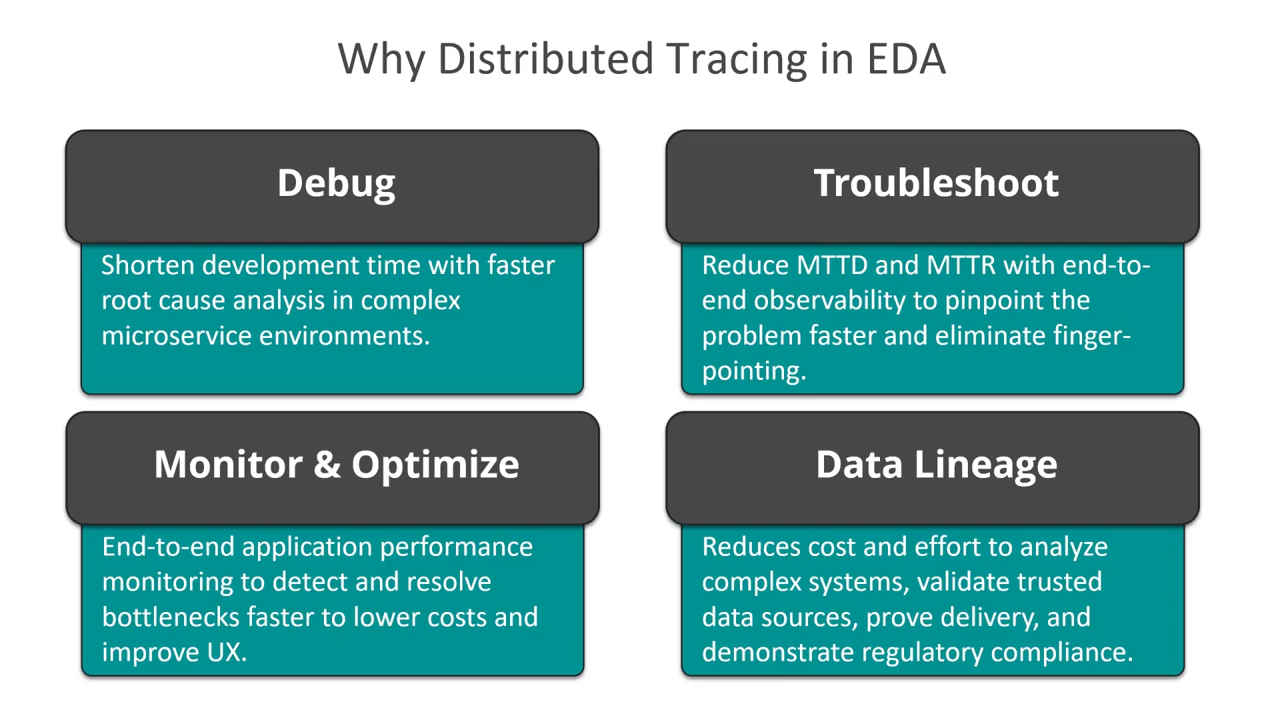 Why Distributed Tracing in EDA
Debug
Shorten development time with faster
root cause analysis in complex
microservice environments.
Troubleshoot
Reduce MTTD and MTTR with end-to-
end observability to pinpoint the
problem faster and eliminate finger-
pointing.
Monitor & Optimize
End-to-end application performance
monitoring to detect and resolve
bottlenecks faster to lower costs and
improve UX.
Data Lineage
Reduces cost and effort to analyze
complex systems, validate trusted
data sources, prove delivery, and
demonstrate regulatory compliance.